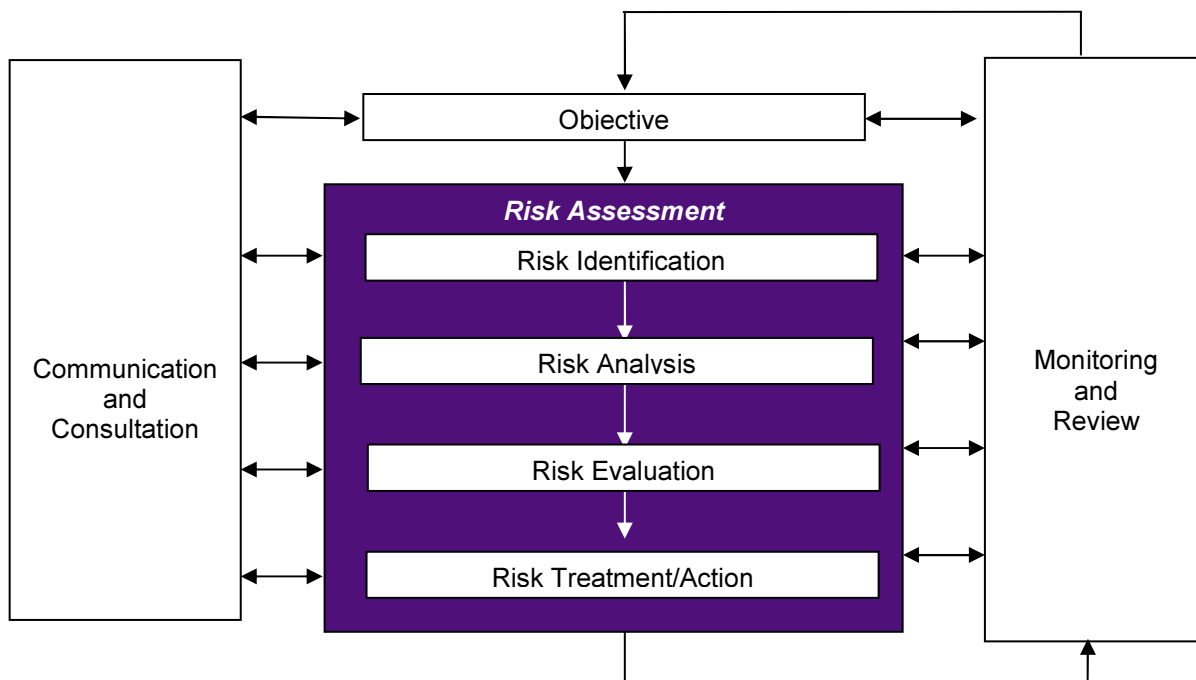 Objective
Risk Assessment
Risk Identification
Risk Analysis
Risk Evaluation
Risk Treatment/Action
Communication
and
Consultation
Monitoring
and
Review